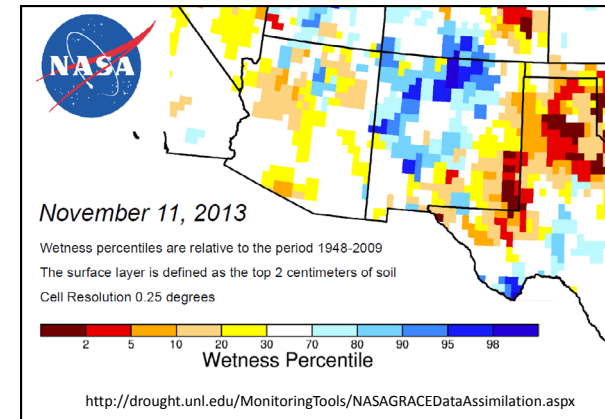 NASA
November 11, 2013
Wetness percentiles are relative to the period 1948-2009
The surface layer is defined as the top 2 centimeters of soil
Cell Resolution 0.25 degrees
2 5 10 20 30 70 80 90 95 98
Wetness Percentile
http://drought.unl.edu/MonitoringTools/NASAGRACEDataAssimilation.aspx